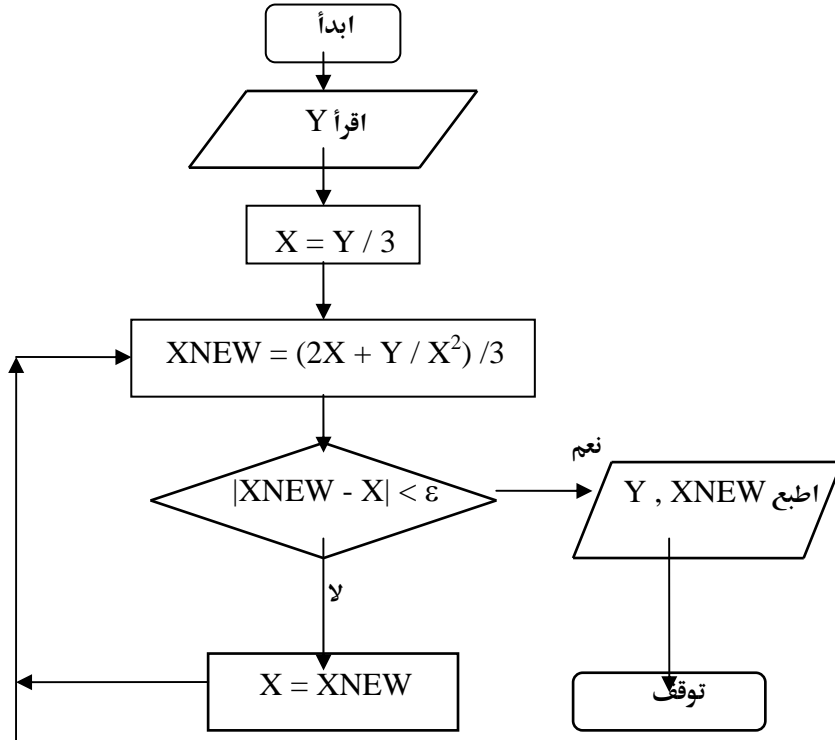 ابدأ
اقرأ Y
X = Y / 3
XNEW = (2X + Y / X²) /3
|XNEW - X| < ε
نعم
اطبع Y , XNEW
لا
X = XNEW
توقف